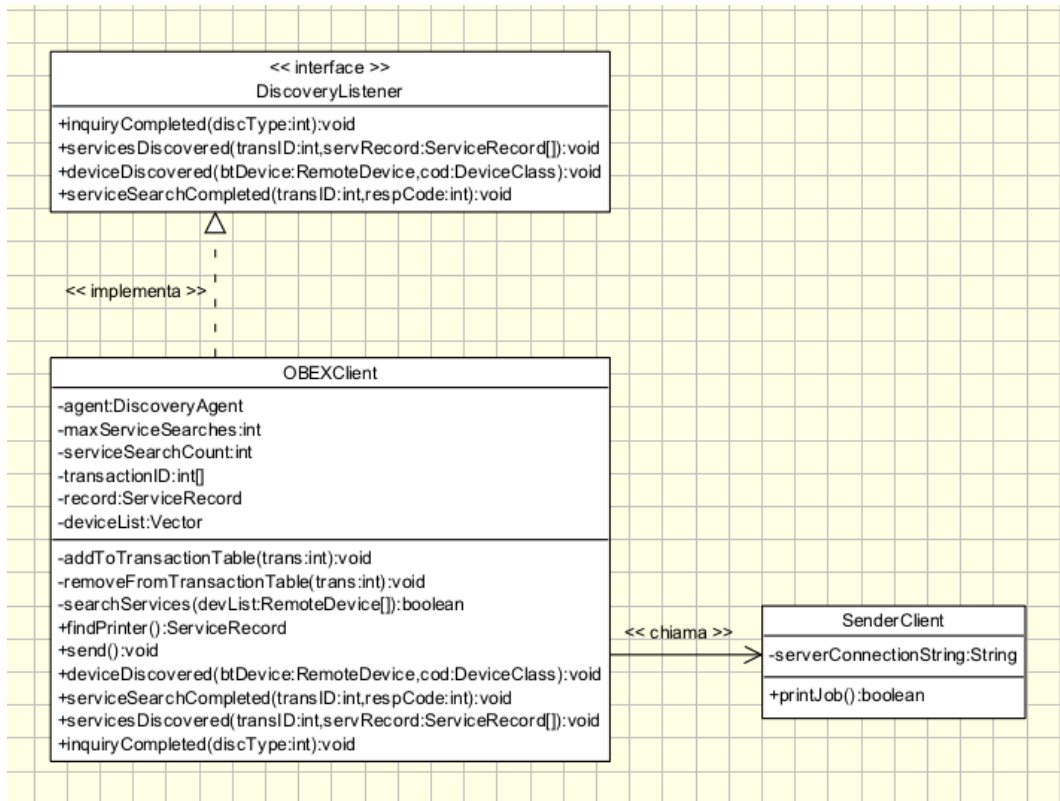 << interface >>
DiscoveryListener
+inquiryCompleted(discType:int):void
+servicesDiscovered(transID:int,servRecord:ServiceRecord[]):void
+deviceDiscovered(btDevice:RemoteDevice,cod:DeviceClass):void
+serviceSearchCompleted(transID:int,respCode:int):void
<< implementa >>
OBEXClient
-agent:DiscoveryAgent
-maxServiceSearches:int
-serviceSearchCount:int
-transactionID:int[]
-record:ServiceRecord
-deviceList:Vector
-addToTransactionTable(trans:int):void
-removeFromTransactionTable(trans:int):void
-searchServices(devList:RemoteDevice[]):boolean
+findPrinter():ServiceRecord
+send():void
+deviceDiscovered(btDevice:RemoteDevice,cod:DeviceClass):void
+serviceSearchCompleted(transID:int,respCode:int):void
+servicesDiscovered(transID:int,servRecord:ServiceRecord[]):void
+inquiryCompleted(discType:int):void
<< chiama >>
SenderClient
-serverConnectionString:String
+printJob():boolean